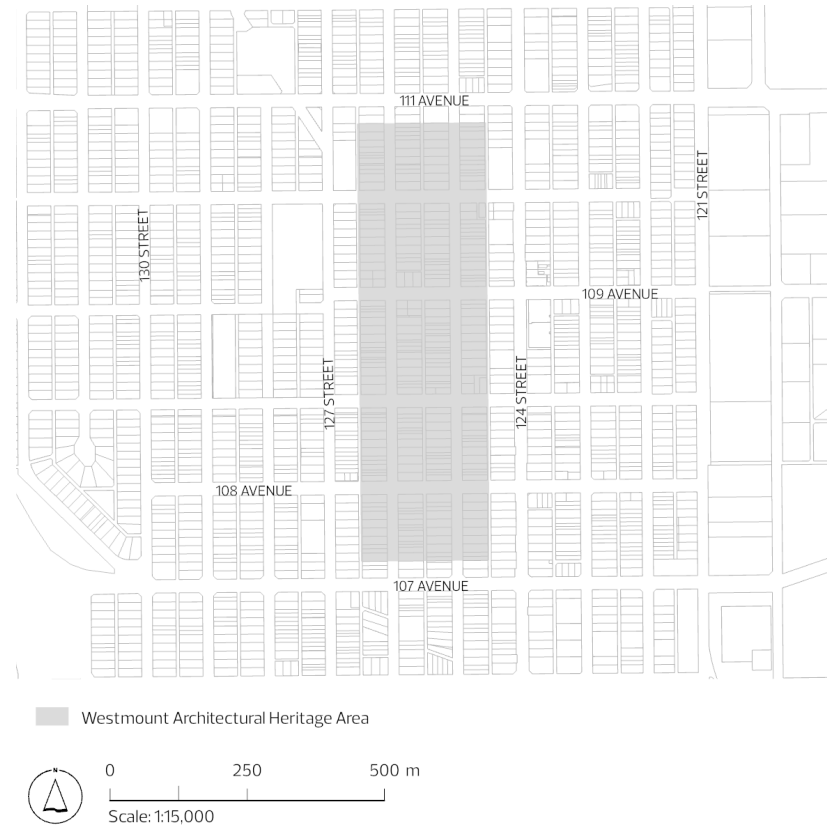 111 AVENUE
121 STREET
130 STREET
109 AVENUE
127 STREET
124 STREET
108 AVENUE
107 AVENUE
Westmount Architectural Heritage Area
N
0 250 500 m
Scale: 1:15,000